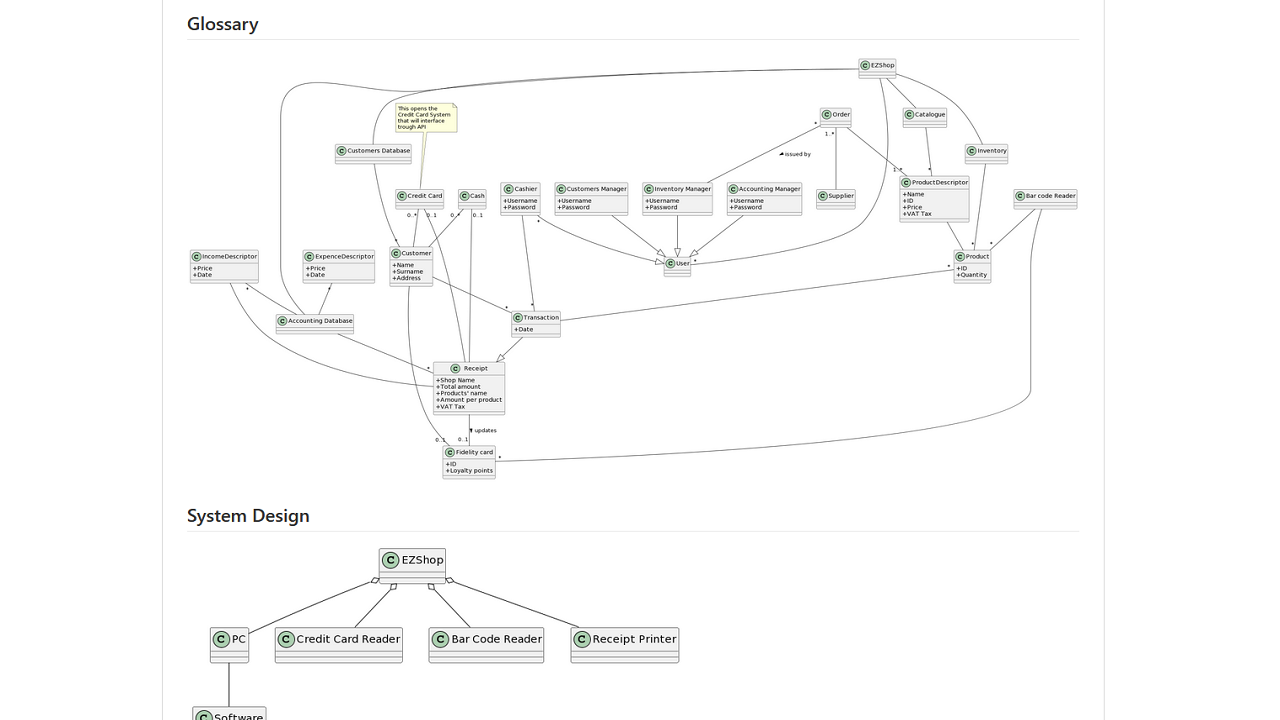 Glossary
C EZShop
This opens the
Credit Card System
that will interface
trough API
C Order
C Catalogue
*
1..*
C Customers Database
issued by
C Inventory
1..*
*
C Credit Card
C Cash
C Cashier
+Username
+Password
C Customers Manager
+Username
+Password
C Inventory Manager
+Username
+Password
C Accounting Manager
+Username
+Password
C Supplier
C ProductDescriptor
+Name
+ID
+Price
+VAT Tax
C Bar code Reader
0..*
0..1
0..*
0..1
*
*
*
*
C IncomeDescriptor
+Price
+Date
C ExpenceDescriptor
+Price
+Date
C Customer
+Name
+Surname
+Address
C User
*
*
C Product
+ID
+Quantity
*
*
*
*
C Accounting Database
C Transaction
+Date
*
C Receipt
+Shop Name
+Total amount
+Products' name
+Amount per product
+VAT Tax
updates
0..1
0..1
C Fidelity card
+ID
+Loyalty points
*
System Design
C EZShop
C PC
C Credit Card Reader
C Bar Code Reader
C Receipt Printer
C Software